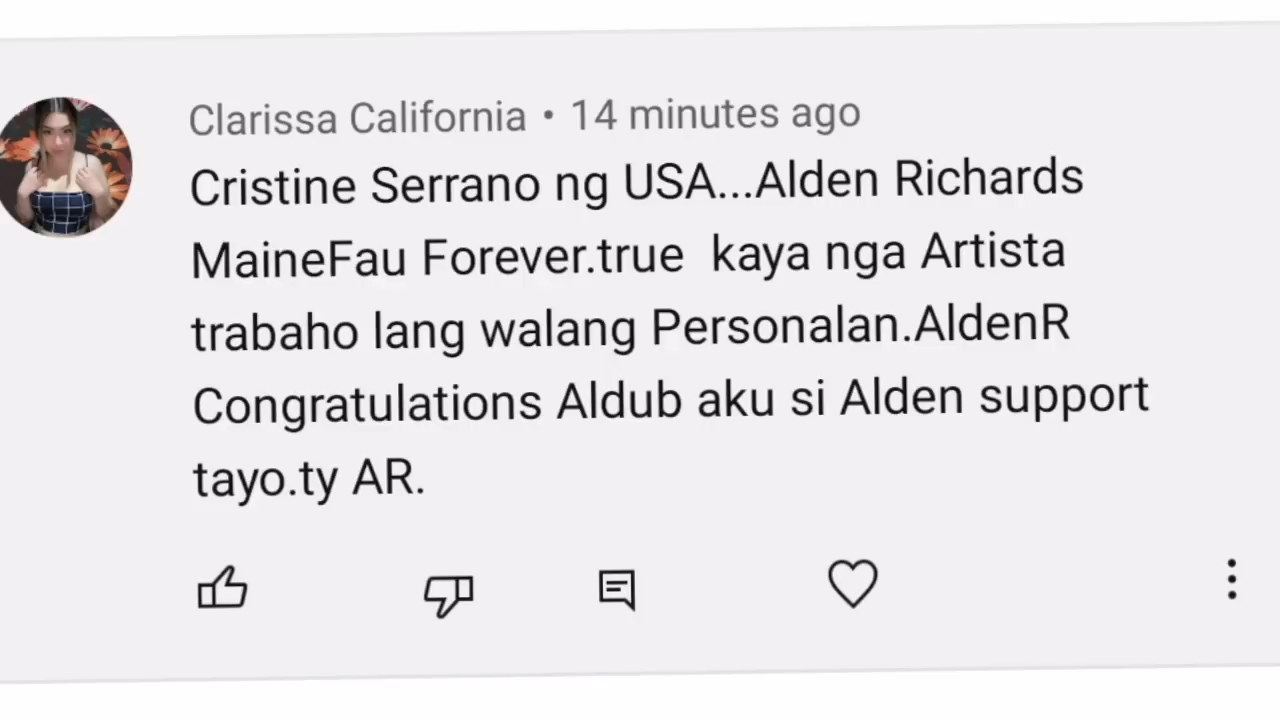 Clarissa California • 14 minutes ago
Cristine Serrano ng USA...Alden Richards
MaineFau Forever.true  kaya nga Artista
trabaho lang walang Personalan.AldenR
Congratulations Aldub aku si Alden support
tayo.ty AR.